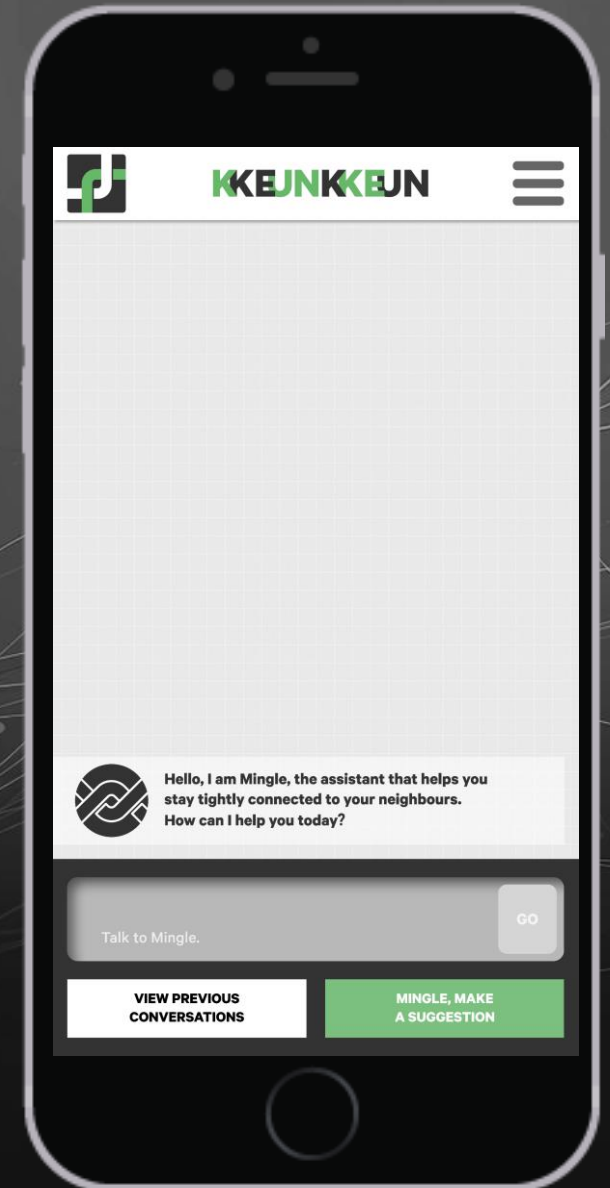 KKEUNKKEUN
Hello, I am Mingle, the assistant that helps you
stay tightly connected to your neighbours.
How can I help you today?
Talk to Mingle.
GO
VIEW PREVIOUS
CONVERSATIONS
MINGLE, MAKE
A SUGGESTION